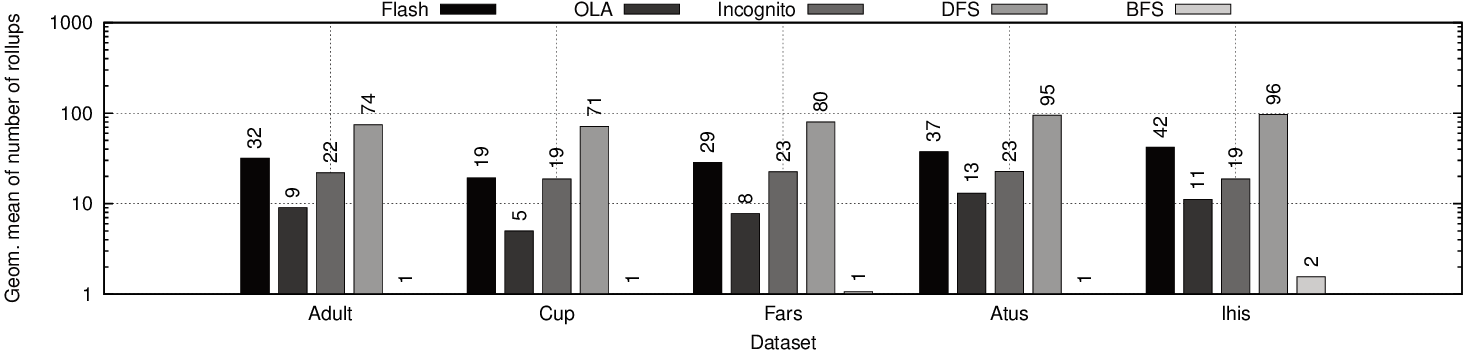 Flash OLA Incognito DFS BFS
Geom. mean of number of rollups
1000
100
10
1
32 9 22 74 1
19 5 19 71 1
29 8 23 80 1
37 13 23 95 1
42 11 19 96 2
Adult Cup Fars Atus Ihis
Dataset